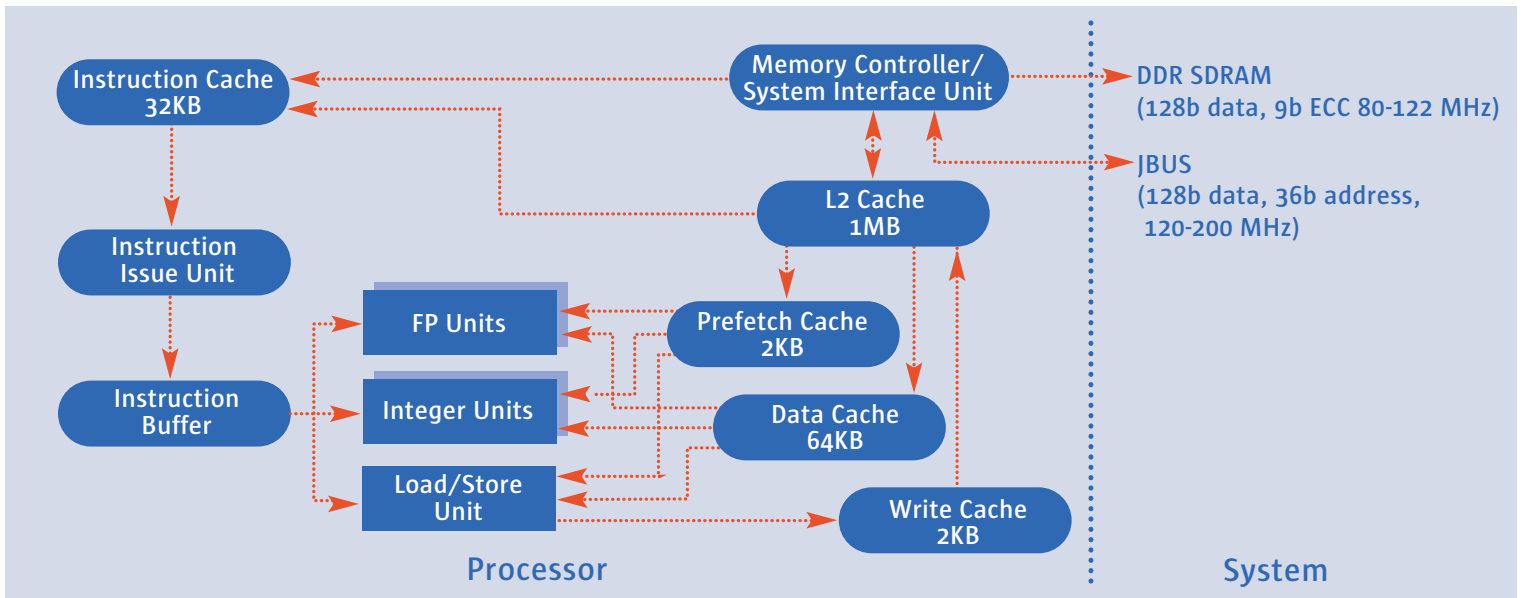 Instruction Cache
32KB
Memory Controller/
System Interface Unit
DDR SDRAM
(128b data, 9b ECC 80-122 MHz)
JBUS
(128b data, 36b address,
120-200 MHz)
L2 Cache
1MB
Instruction
Issue Unit
FP Units
Prefetch Cache
2KB
Instruction
Buffer
Integer Units
Data Cache
64KB
Load/Store
Unit
Write Cache
2KB
Processor
System